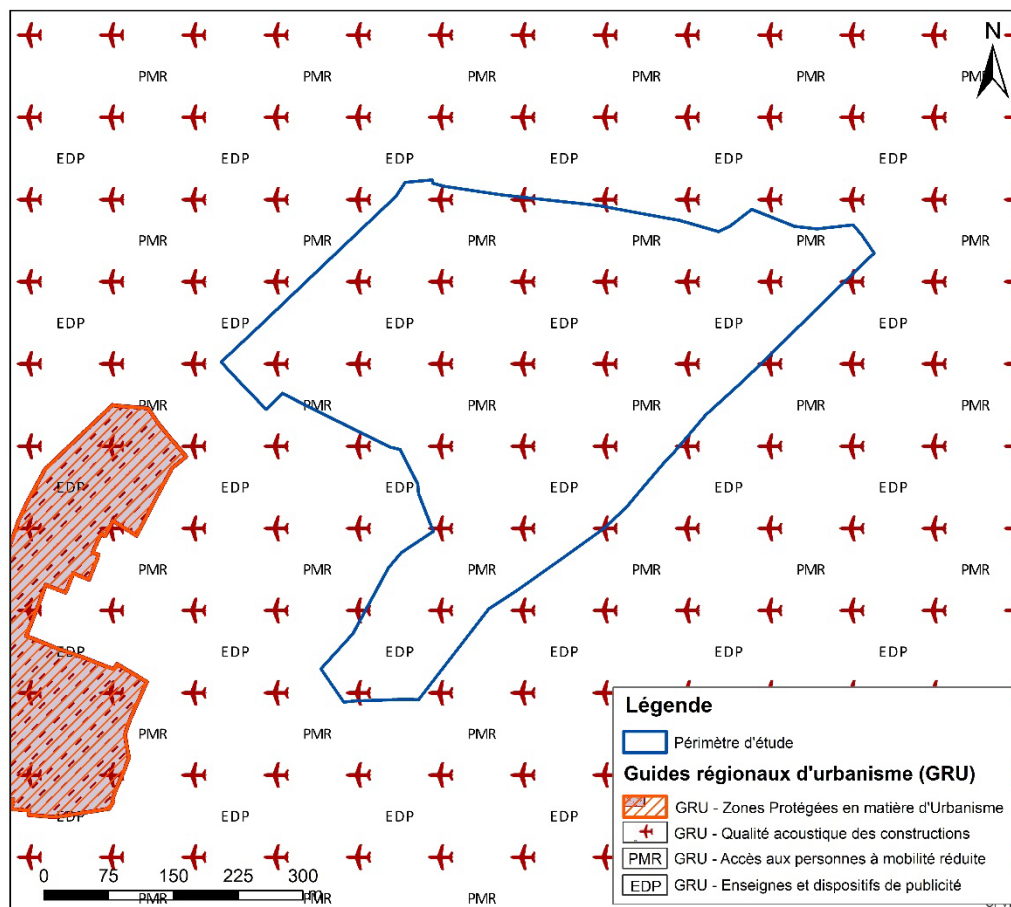 N
PMR PMR PMR PMR PMR PMR
EDP EDP EDP EDP EDP EDP
PMR PMR PMR PMR PMR PMR
EDP EDP EDP EDP EDP EDP
PMR PMR PMR PMR PMR PMR
EDP EDP EDP EDP EDP EDP
PMR PMR PMR PMR PMR PMR
EDP EDP EDP EDP EDP EDP
PMR PMR PMR
EDP EDP EDP EDP
0 75 150 225 300
m
PMR PMR PMR
Légende
Périmètre d'étude
Guides régionaux d'urbanisme (GRU)
GRU - Zones Protégées en matière d'Urbanisme
GRU - Qualité acoustique des constructions
PMR GRU - Accès aux personnes à mobilité réduite
EDP GRU - Enseignes et dispositifs de publicité